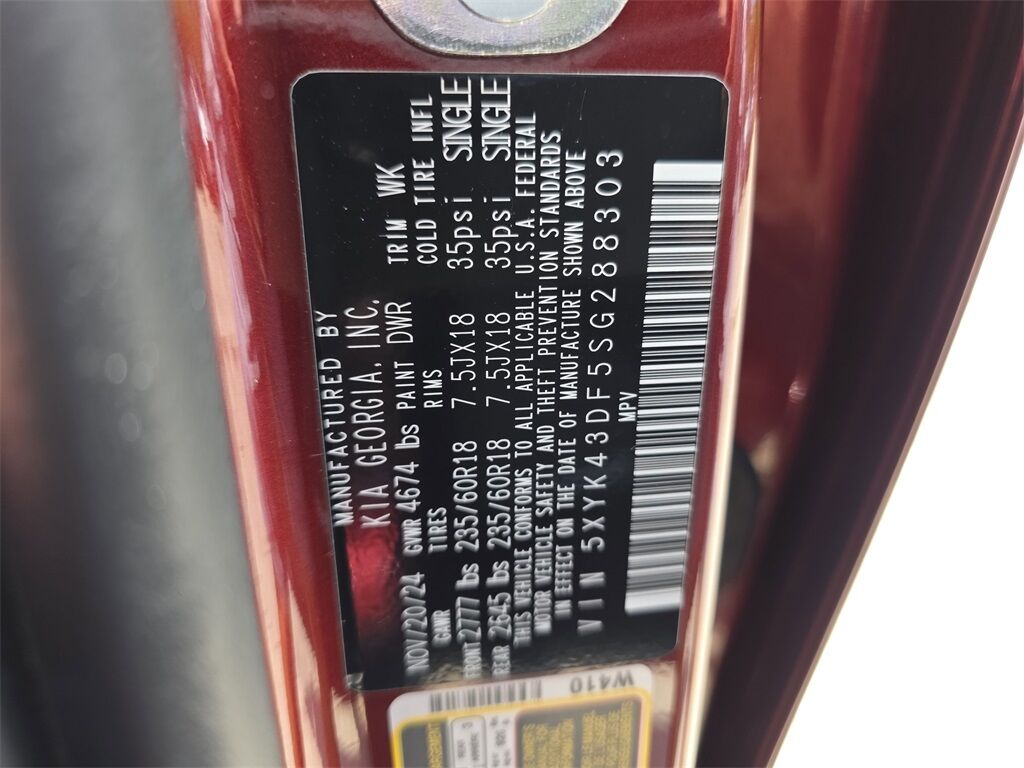 MANUFACTURED BY
KIA GEORGIA, INC.
NOV/20/24 GVWR 4674 lbs PAINT DWR TRIM WK
GAWR TIRES RIMS COLD TIRE INFL
FRONT 2777 lbs 235/60R18 7.5JX18 35psi SINGLE
REAR 2645 lbs 235/60R18 7.5JX18 35psi SINGLE
THIS VEHICLE CONFORMS TO ALL APPLICABLE U.S.A. FEDERAL
MOTOR VEHICLE SAFETY AND THEFT PREVENTION STANDARDS
IN EFFECT ON THE DATE OF MANUFACTURE SHOWN ABOVE
VIN 5XYK43DF5SG288303
MPV
W410